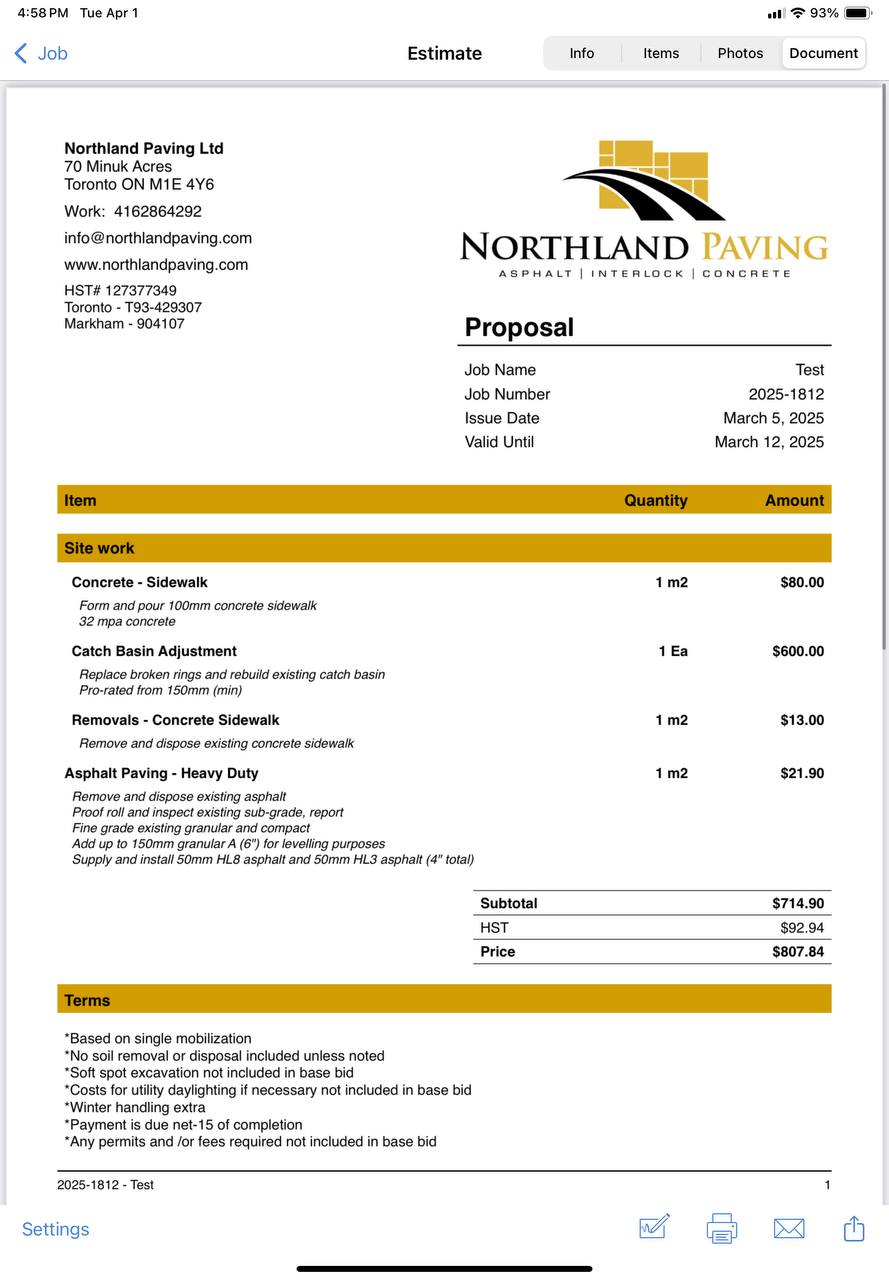 4:58 PM Tue Apr 1
93%
Job
Estimate
Info
Items
Photos
Document
Northland Paving Ltd
70 Minuk Acres
Toronto ON M1E 4Y6
Work: 4162864292
info@northlandpaving.com
www.northlandpaving.com
HST# 127377349
Toronto - T93-429307
Markham - 904107
NORTHLAND PAVING
ASPHALT | INTERLOCK | CONCRETE
Proposal
Job Name Test
Job Number 2025-1812
Issue Date March 5, 2025
Valid Until March 12, 2025
Item Quantity Amount
Site work
Concrete - Sidewalk 1 m2 $80.00
Form and pour 100mm concrete sidewalk
32 mpa concrete
Catch Basin Adjustment 1 Ea $600.00
Replace broken rings and rebuild existing catch basin
Pro-rated from 150mm (min)
Removals - Concrete Sidewalk 1 m2 $13.00
Remove and dispose existing concrete sidewalk
Asphalt Paving - Heavy Duty 1 m2 $21.90
Remove and dispose existing asphalt
Proof roll and inspect existing sub-grade, report
Fine grade existing granular and compact
Add up to 150mm granular A (6") for levelling purposes
Supply and install 50mm HL8 asphalt and 50mm HL3 asphalt (4" total)
Subtotal $714.90
HST $92.94
Price $807.84
Terms
*Based on single mobilization
*No soil removal or disposal included unless noted
*Soft spot excavation not included in base bid
*Costs for utility daylighting if necessary not included in base bid
*Winter handling extra
*Payment is due net-15 of completion
*Any permits and /or fees required not included in base bid
2025-1812 - Test 1
Settings